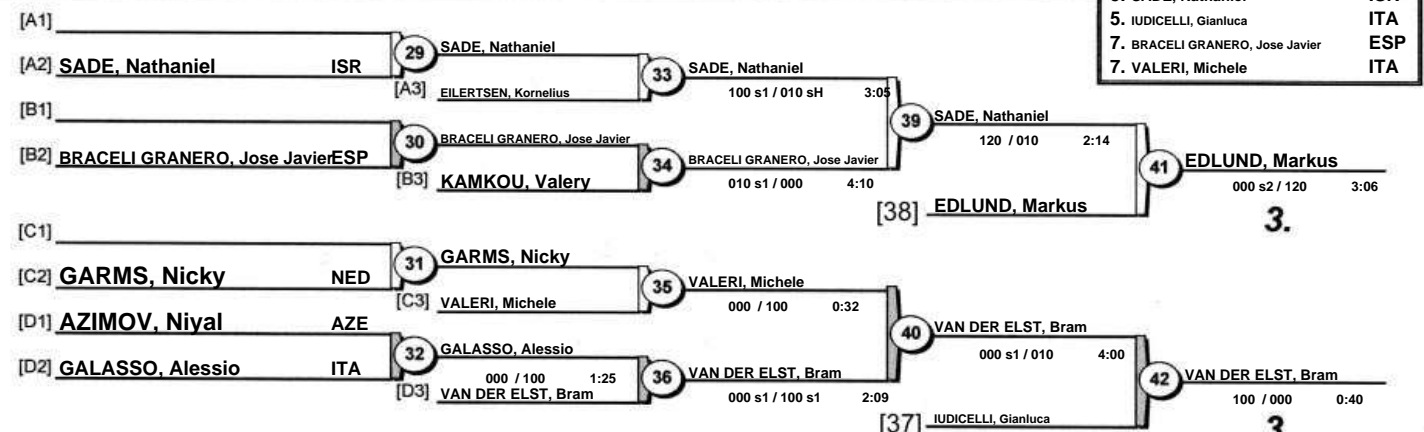 5. IUDICELLI, Gianluca ITA
7. BRACELI GRANERO, Jose Javier ESP
7. VALERI, Michele ITA
[A1]
[A2] SADE, Nathaniel ISR
29
SADE, Nathaniel
[A3] EILERTSEN, Kornelius
33
SADE, Nathaniel
100 s1 / 010 sH 3:05
[B1]
[B2] BRACELI GRANERO, Jose Javier ESP
30
BRACELI GRANERO, Jose Javier
[B3] KAMKOU, Valery
34
BRACELI GRANERO, Jose Javier
010 s1 / 000 4:10
39
SADE, Nathaniel
120 / 010 2:14
[38] EDLUND, Markus
41
EDLUND, Markus
000 s2 / 120 3:06
3.
[C1]
[C2] GARMS, Nicky NED
31
GARMS, Nicky
[C3] VALERI, Michele
35
VALERI, Michele
000 / 100 0:32
[D1] AZIMOV, Niyal AZE
[D2] GALASSO, Alessio ITA
32
GALASSO, Alessio
000 / 100 1:25
[D3] VAN DER ELST, Bram
36
VAN DER ELST, Bram
000 s1 / 100 s1 2:09
40
VAN DER ELST, Bram
000 s1 / 010 4:00
[37] IUDICELLI, Gianluca
42
VAN DER ELST, Bram
100 / 000 0:40
3.